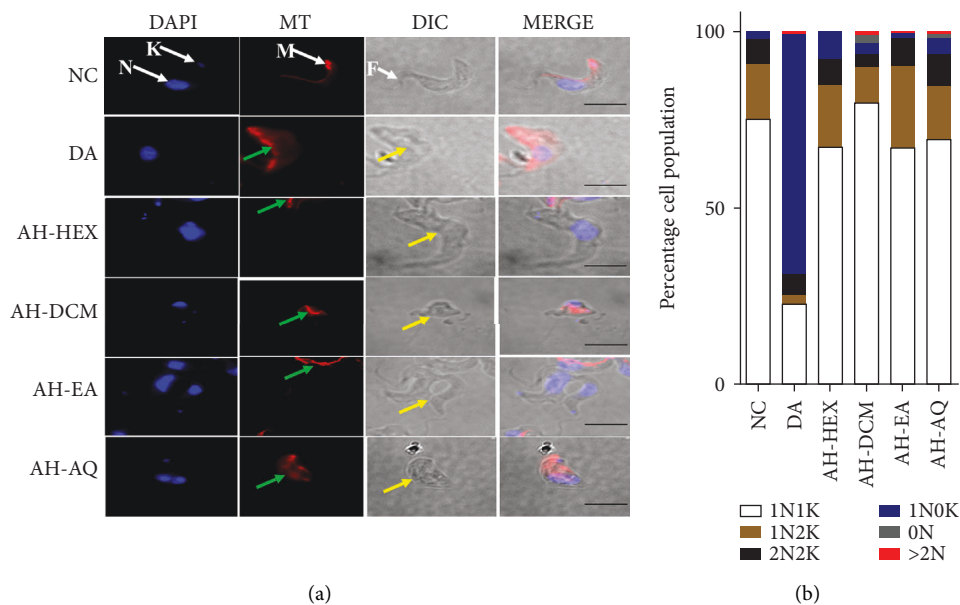 DAPI MT DIC MERGE
NC K N M F
DA
AH-HEX
AH-DCM
AH-EA
AH-AQ
(a)
Percentage cell population
100
50
0
NC DA AH-HEX AH-DCM AH-EA AH-AQ
1N1K 1N0K
1N2K 0N
2N2K >2N
(b)